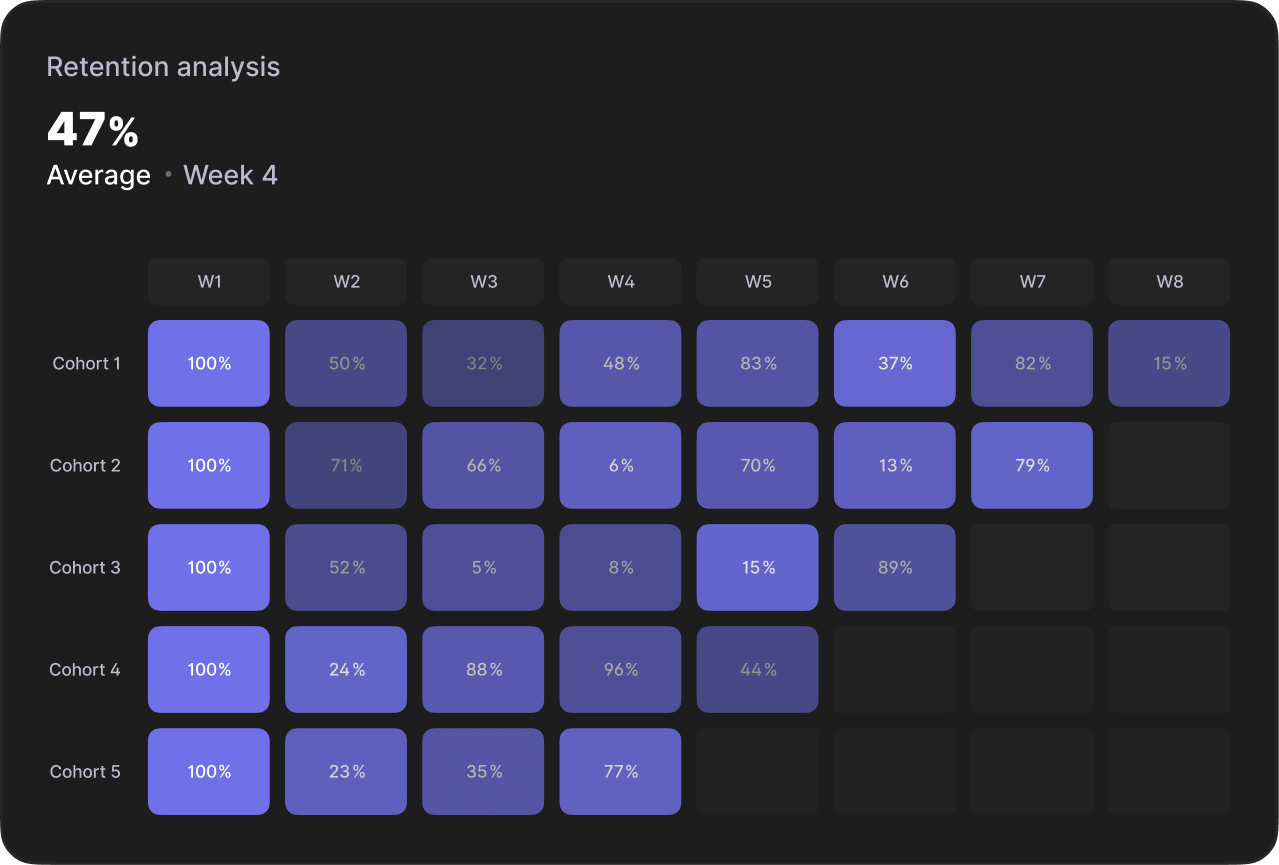 Retention analysis
47%
Average • Week 4
W1 W2 W3 W4 W5 W6 W7 W8
Cohort 1 100% 50% 32% 48% 83% 37% 82% 15%
Cohort 2 100% 71% 66% 6% 70% 13% 79%
Cohort 3 100% 52% 5% 8% 15% 89%
Cohort 4 100% 24% 88% 96% 44%
Cohort 5 100% 23% 35% 77%